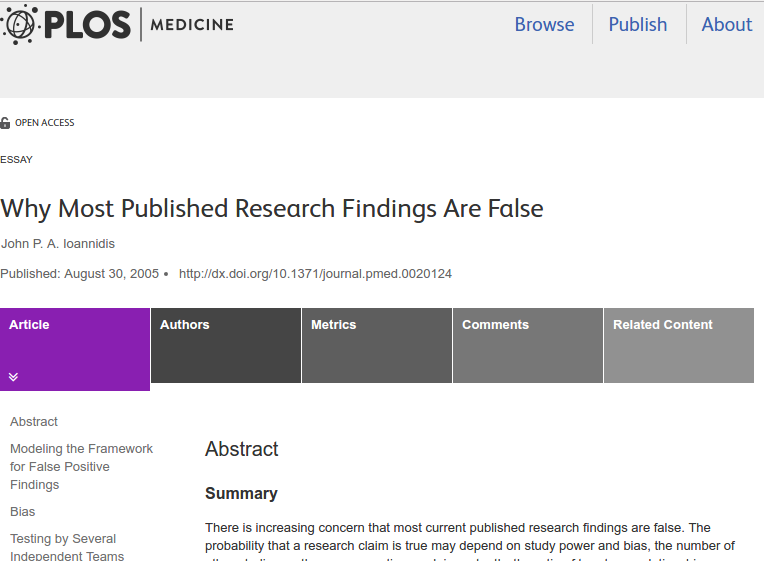 PLOS MEDICINE
Browse Publish About
OPEN ACCESS
ESSAY
Why Most Published Research Findings Are False
John P. A. Ioannidis
Published: August 30, 2005 • http://dx.doi.org/10.1371/journal.pmed.0020124
Article Authors Metrics Comments Related Content
Abstract
Modeling the Framework
for False Positive
Findings
Bias
Testing by Several
Independent Teams
Abstract
Summary
There is increasing concern that most current published research findings are false. The
probability that a research claim is true may depend on study power and bias, the number of